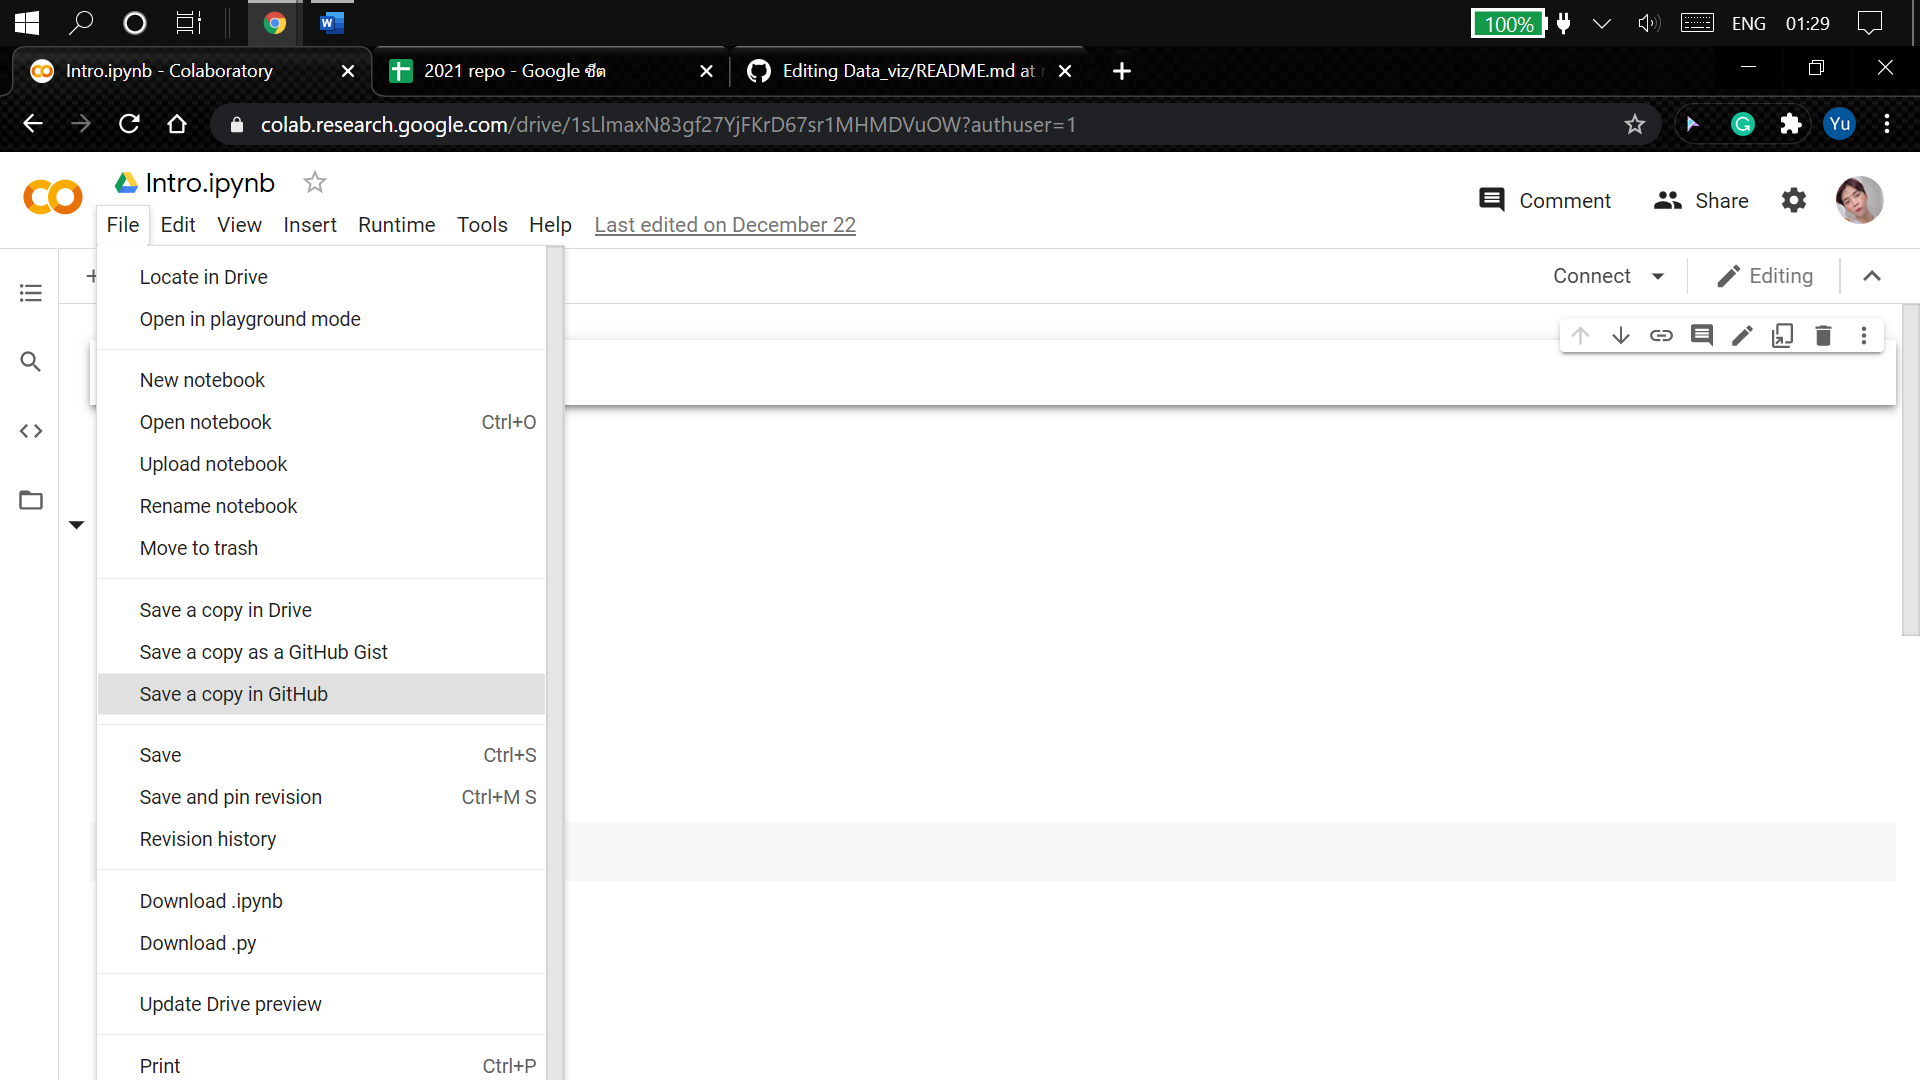 100%
ENG 01:29
W
Intro.ipynb - Colaboratory
2021 repo - Google ชีต
Editing Data_viz/README.md at
colab.research.google.com/drive/1sLlmaxN83gf27YjFKrD67sr1MHMDVuOW?authuser=1
Yu
Intro.ipynb
Comment
Share
File Edit View Insert Runtime Tools Help Last edited on December 22
Connect
Editing
Locate in Drive
Open in playground mode
New notebook
Open notebook Ctrl+O
Upload notebook
Rename notebook
Move to trash
Save a copy in Drive
Save a copy as a GitHub Gist
Save a copy in GitHub
Save Ctrl+S
Save and pin revision Ctrl+M S
Revision history
Download .ipynb
Download .py
Update Drive preview
Print Ctrl+P